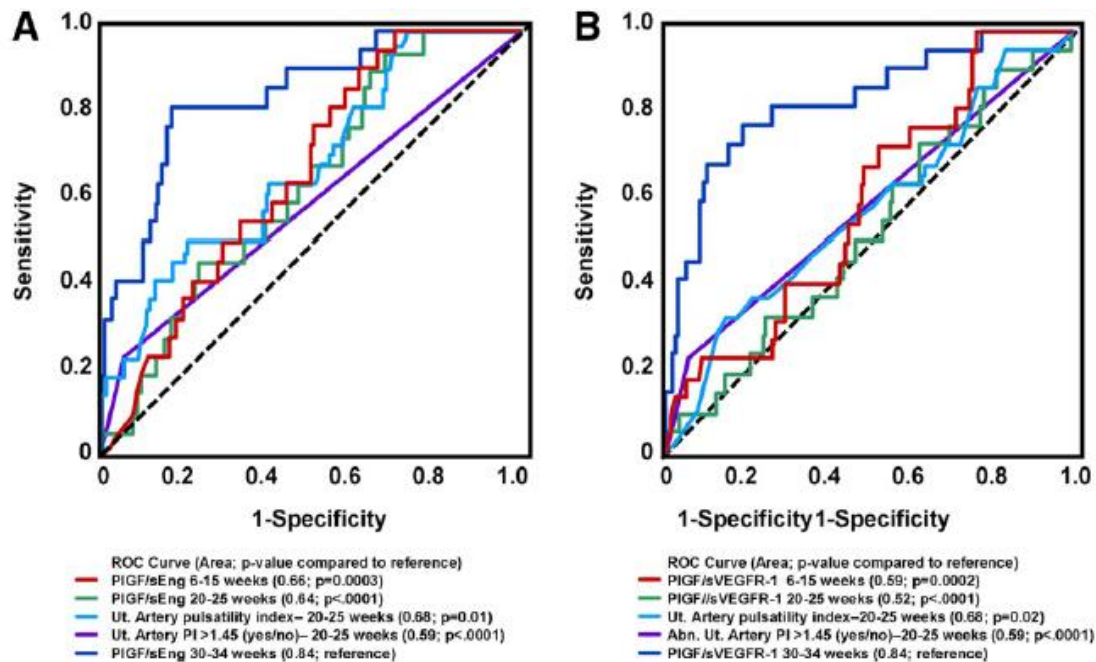 A
1.0
0.8
0.6
0.4
0.2
0
Sensitivity
0 0.2 0.4 0.6 0.8 1.0
1-Specificity
ROC Curve (Area; p-value compared to reference)
PIGF/sEng 6-15 weeks (0.66; p=0.0003)
PIGF/sEng 20-25 weeks (0.64; p<.0001)
Ut. Artery pulsatility index– 20-25 weeks (0.68; p=0.01)
Ut. Artery PI >1.45 (yes/no)– 20-25 weeks (0.59; p<.0001)
PIGF/sEng 30-34 weeks (0.84; reference)
B
1.0
0.8
0.6
0.4
0.2
0
Sensitivity
0 0.2 0.4 0.6 0.8 1.0
1-Specificity 1-Specificity
ROC Curve (Area; p-value compared to reference)
PIGF/sVEGFR-1 6-15 weeks (0.59; p=0.0002)
PIGF//sVEGFR-1 20-25 weeks (0.52; p<.0001)
Ut. Artery pulsatility index–20-25 weeks (0.68; p=0.02)
Abn. Ut. Artery PI >1.45 (yes/no)–20-25 weeks (0.59; p<.0001)
PIGF/sVEGFR-1 30-34 weeks (0.84; reference)